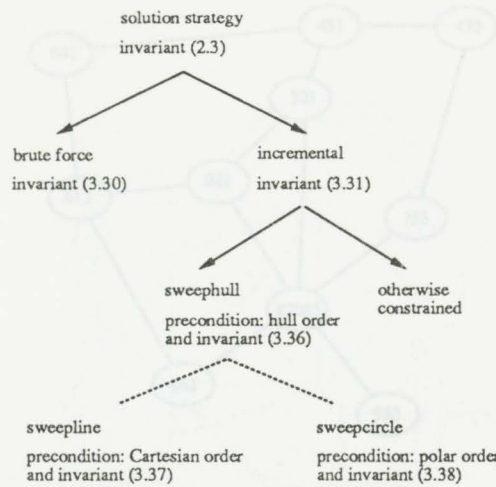 solution strategy
invariant (2.3)
brute force
invariant (3.30)
incremental
invariant (3.31)
sweephull
precondition: hull order
and invariant (3.36)
otherwise
constrained
sweepline
precondition: Cartesian order
and invariant (3.37)
sweepcircle
precondition: polar order
and invariant (3.38)